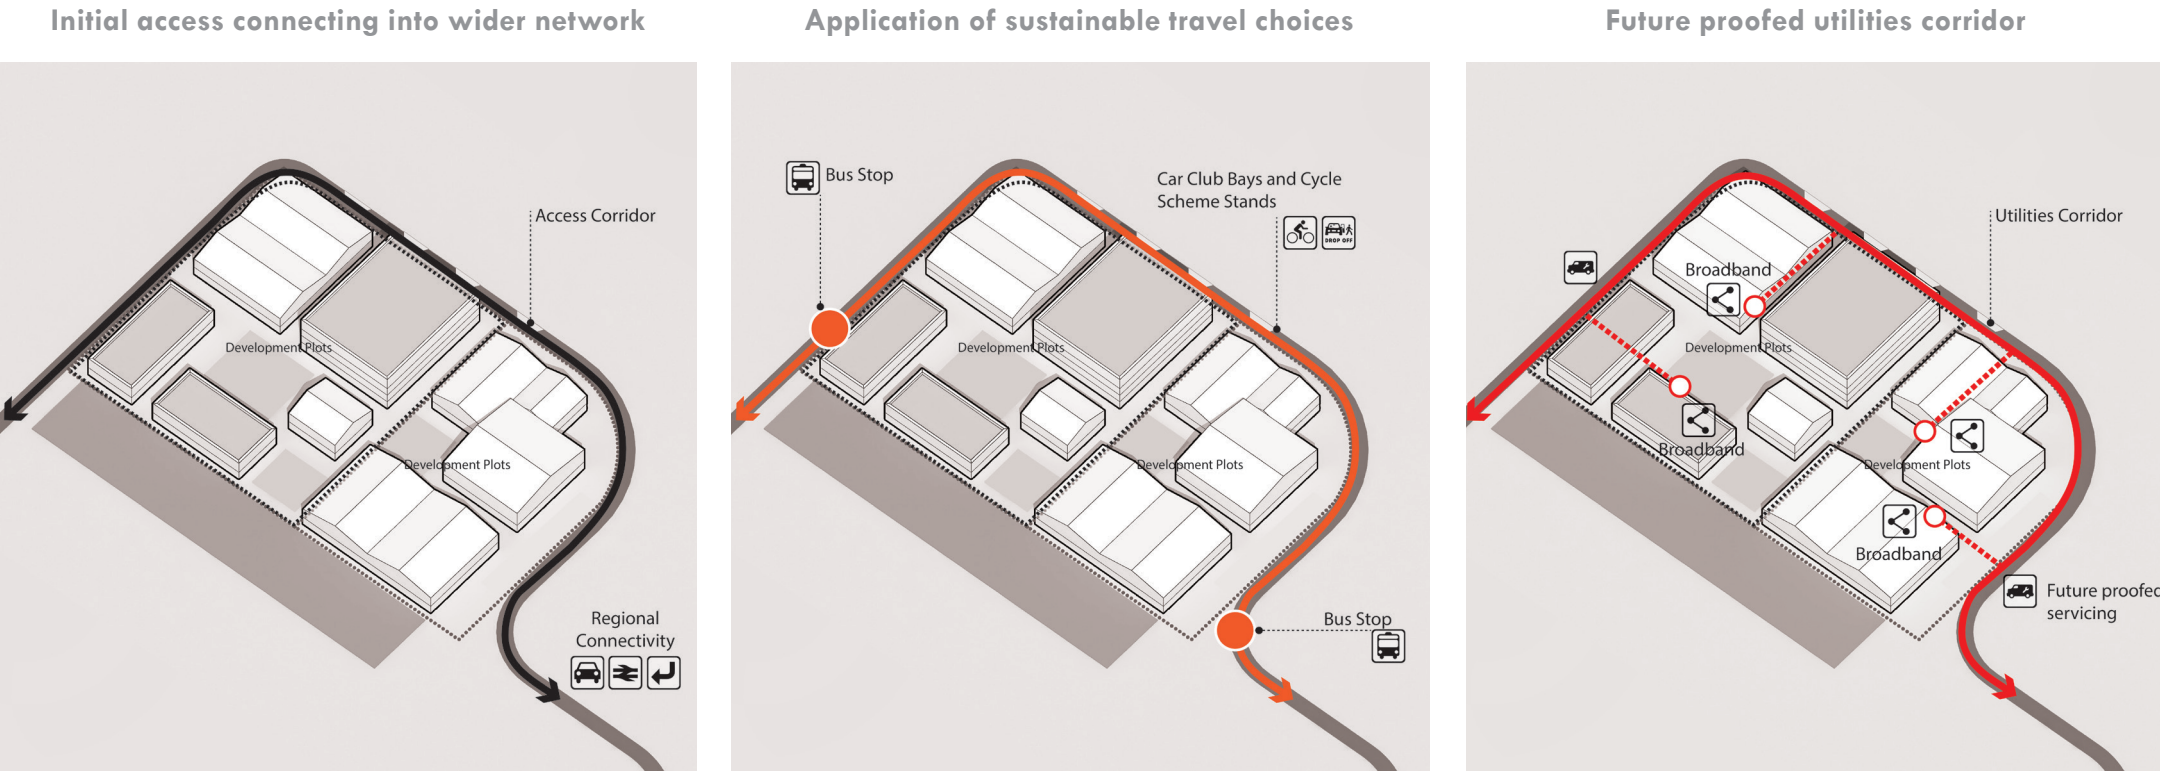 Initial access connecting into wider network
Access Corridor
Development Plots
Development Plots
Regional
Connectivity
Application of sustainable travel choices
Bus Stop
Car Club Bays and Cycle
Scheme Stands
DROP OFF
Development Plots
Development Plots
Bus Stop
Future proofed utilities corridor
Utilities Corridor
Broadband
Development Plots
Broadband
Development Plots
Broadband
Future proofed
servicing